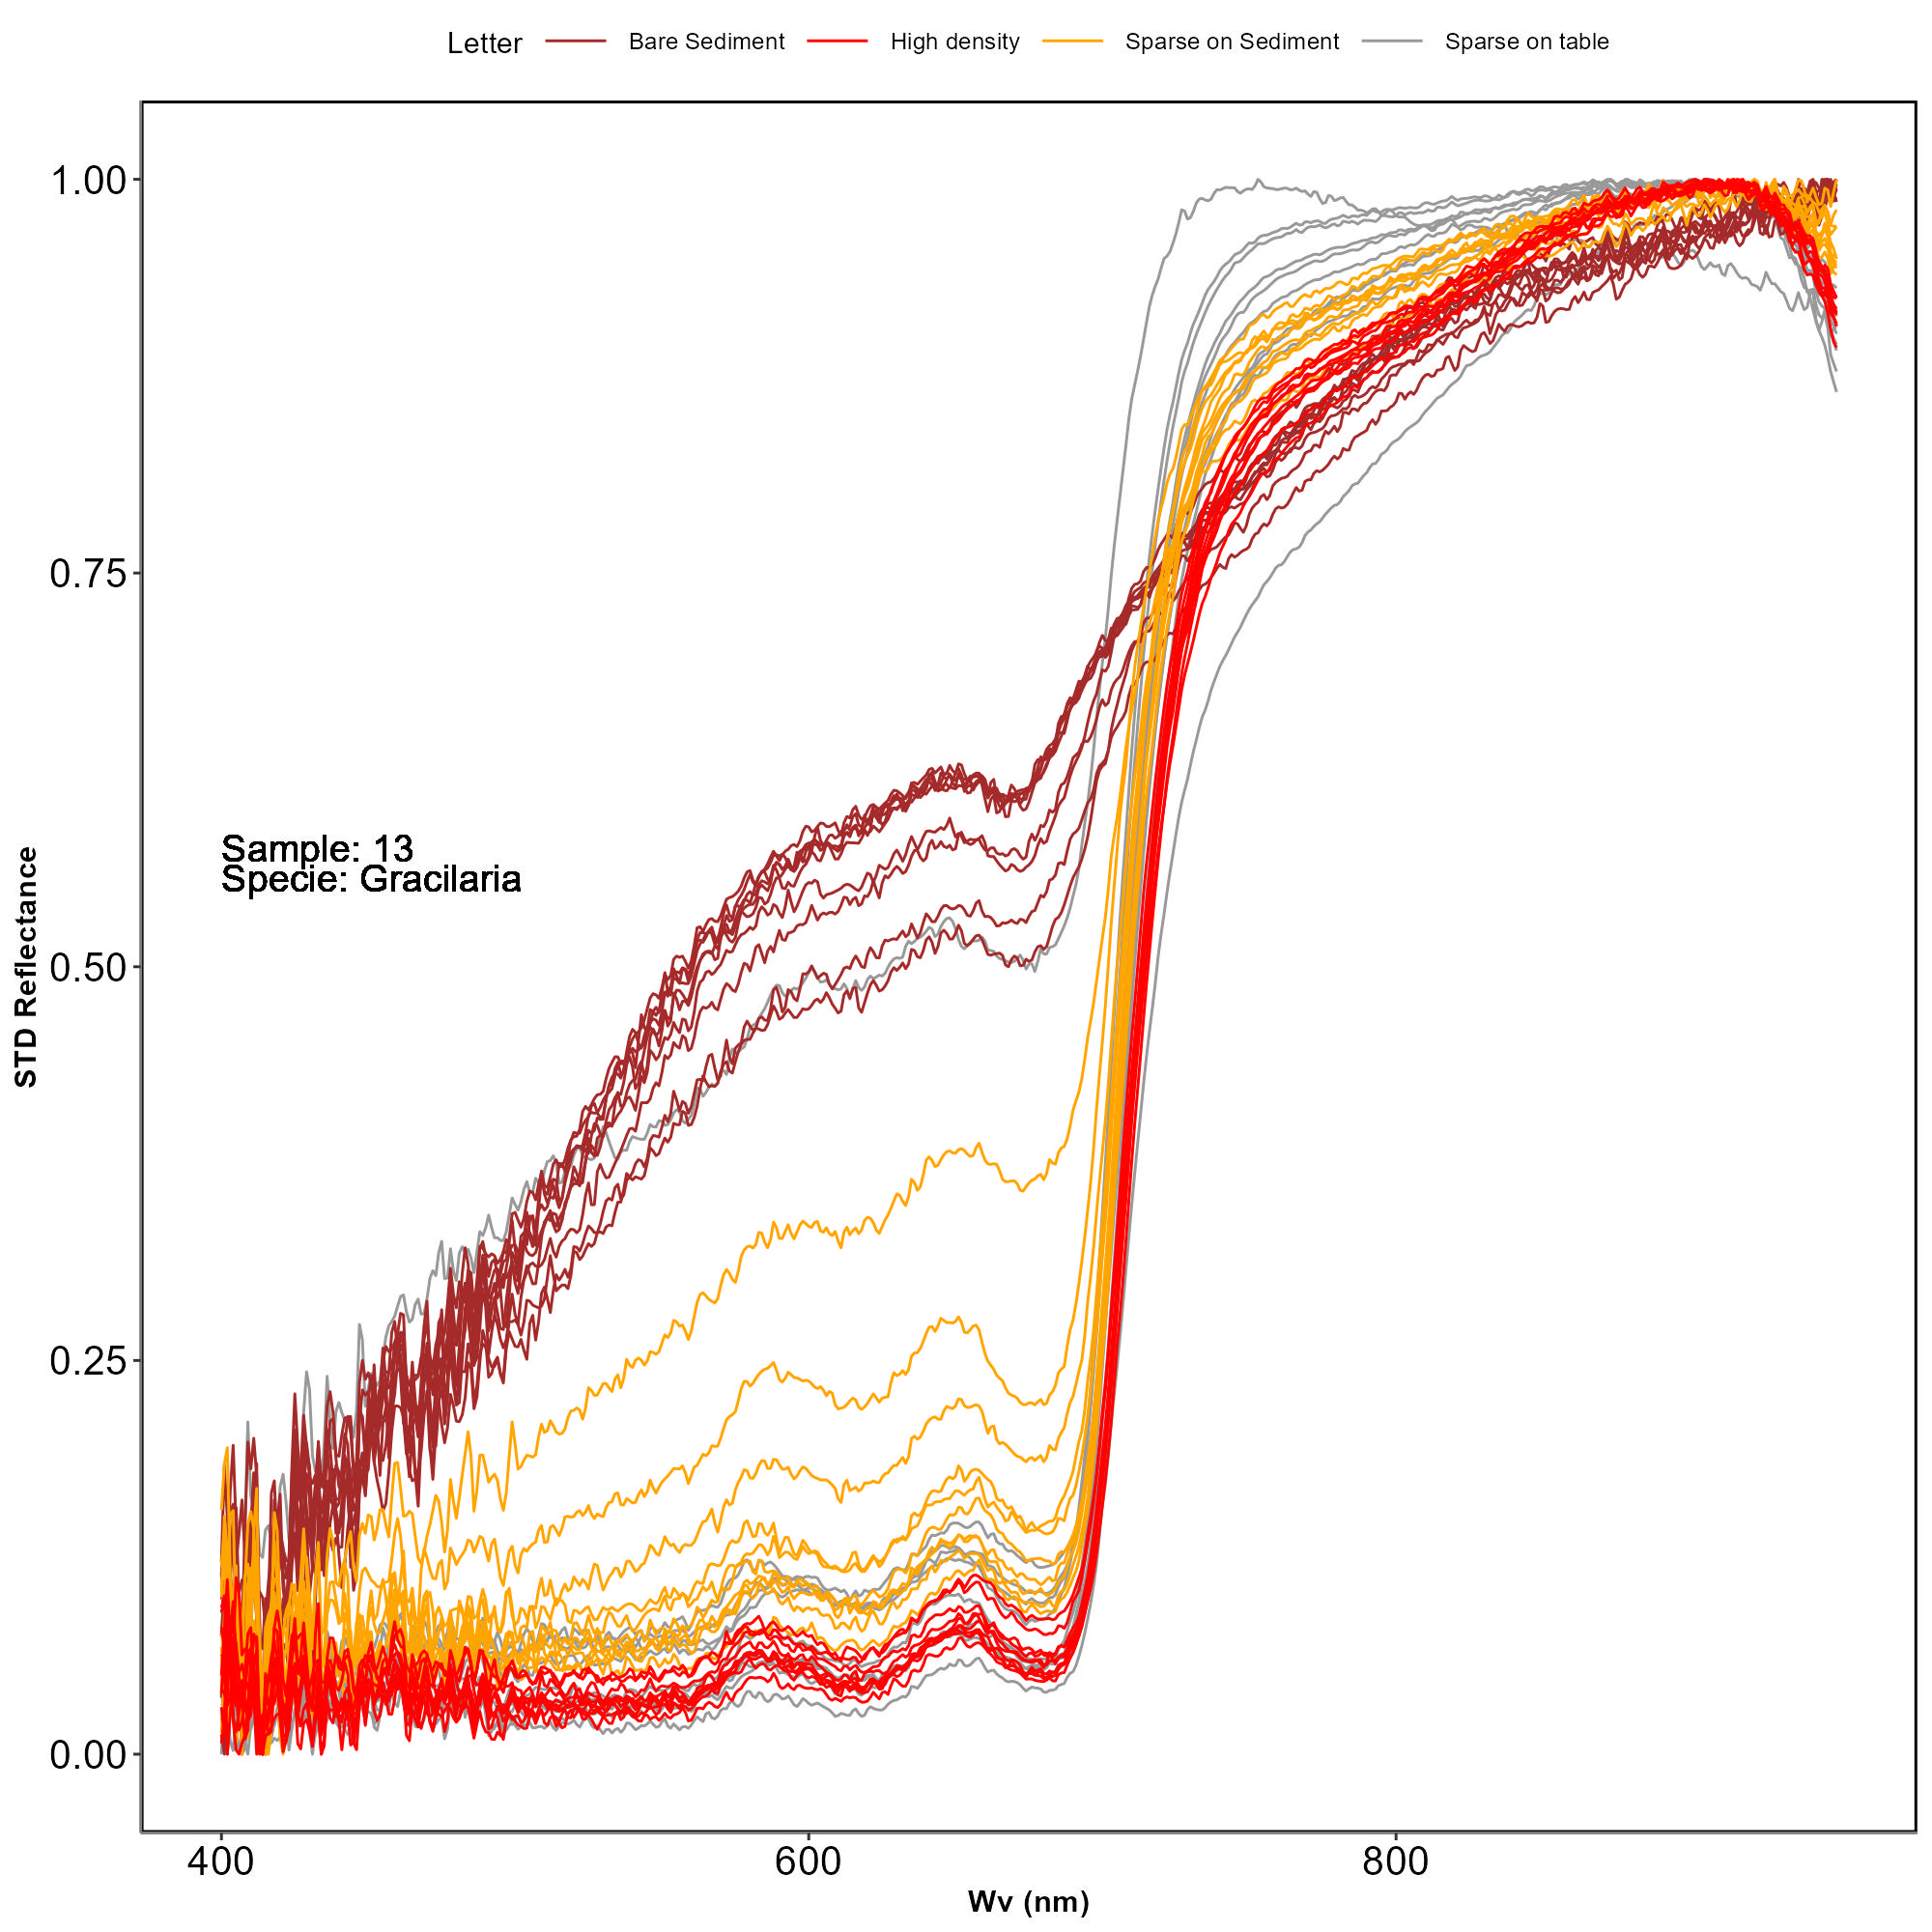 Letter Bare Sediment High density Sparse on Sediment Sparse on table
1.00
0.75
0.50
0.25
0.00
STD Reflectance
Sample: 13
Specie: Gracilaria
400 600 800
Wv (nm)